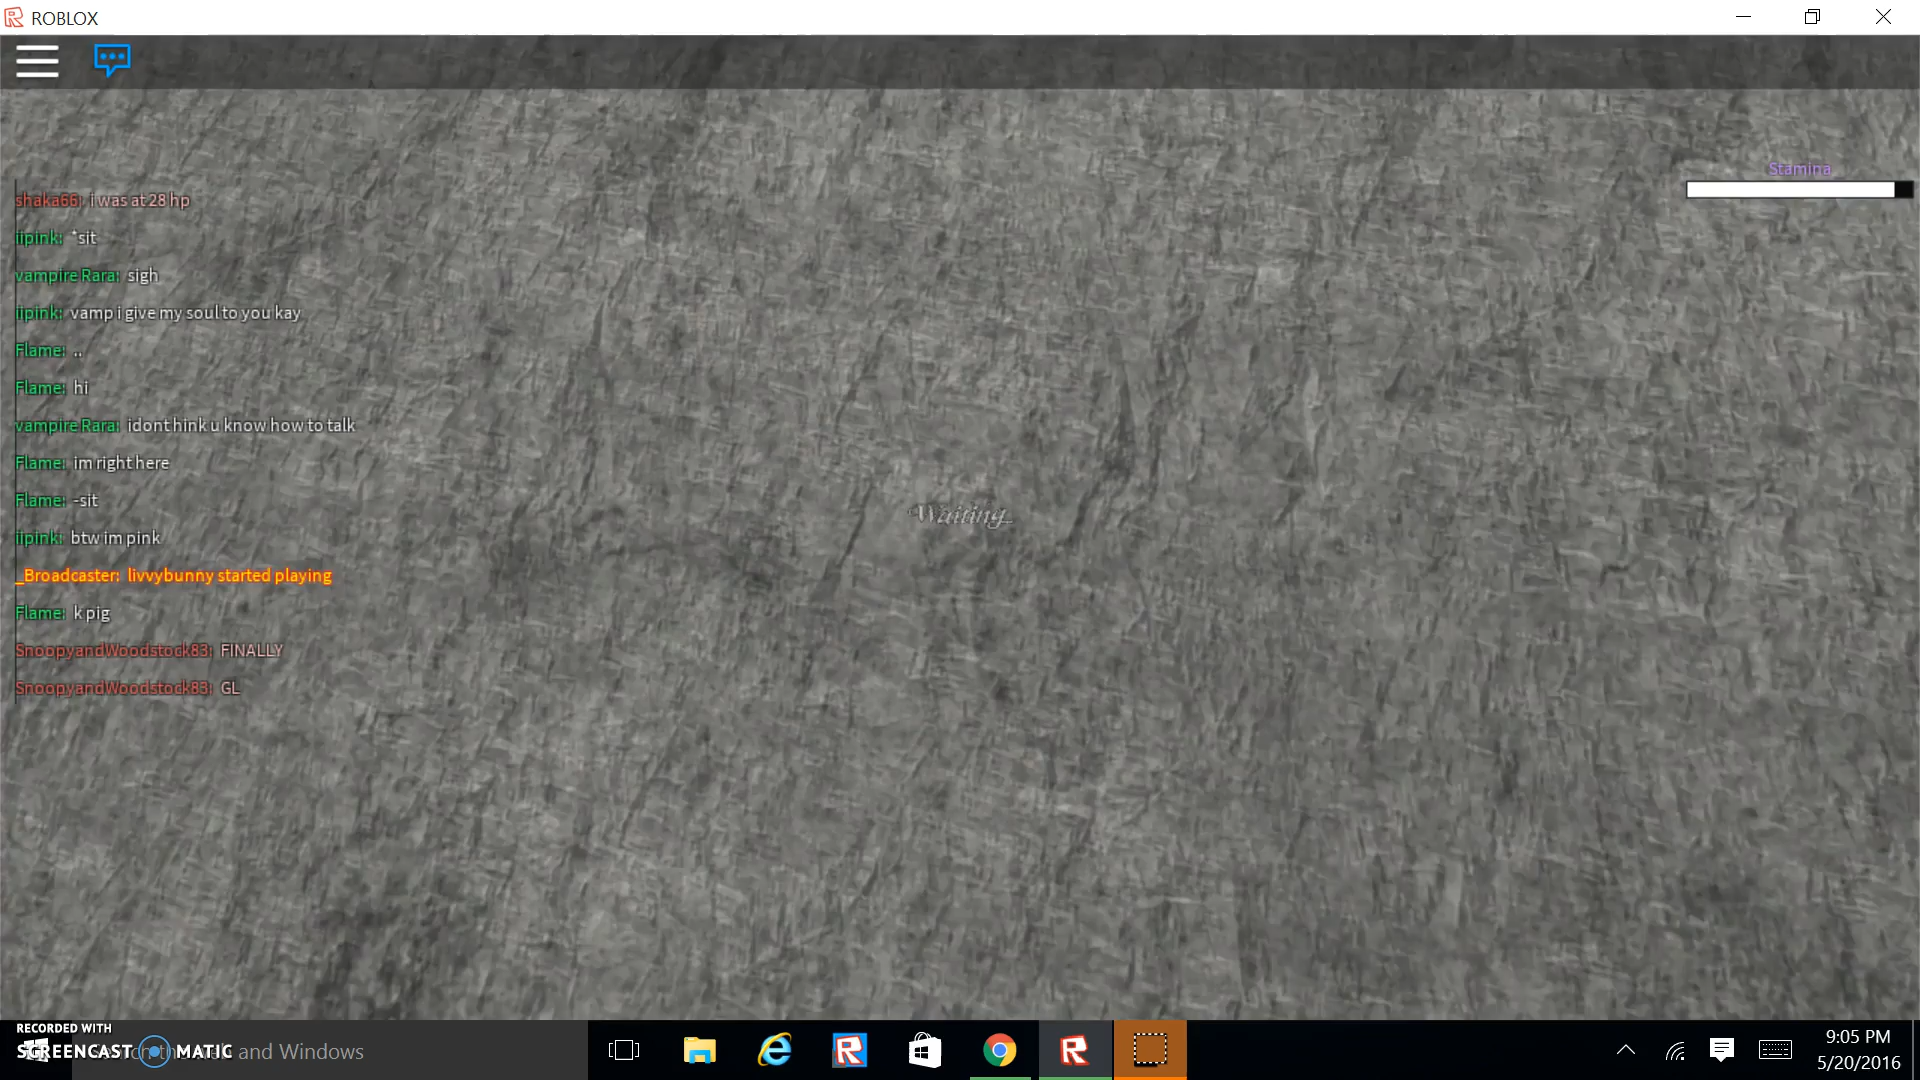 ROBLOX
Stamina
shaka66: i was at 28 hp
iipink: *sit
vampire Rara: sigh
iipink: vamp i give my soul to you kay
Flame: ..
Flame: hi
vampire Rara: idont hink u know how to talk
Flame: im right here
Flame: -sit
Waiting
iipink: btw im pink
_Broadcaster: livvybunny started playing
Flame: k pig
SnoopyandWoodstock83: FINALLY
SnoopyandWoodstock83: GL
RECORDED WITH
SCREENCAST MATIC
and Windows
9:05 PM
5/20/2016